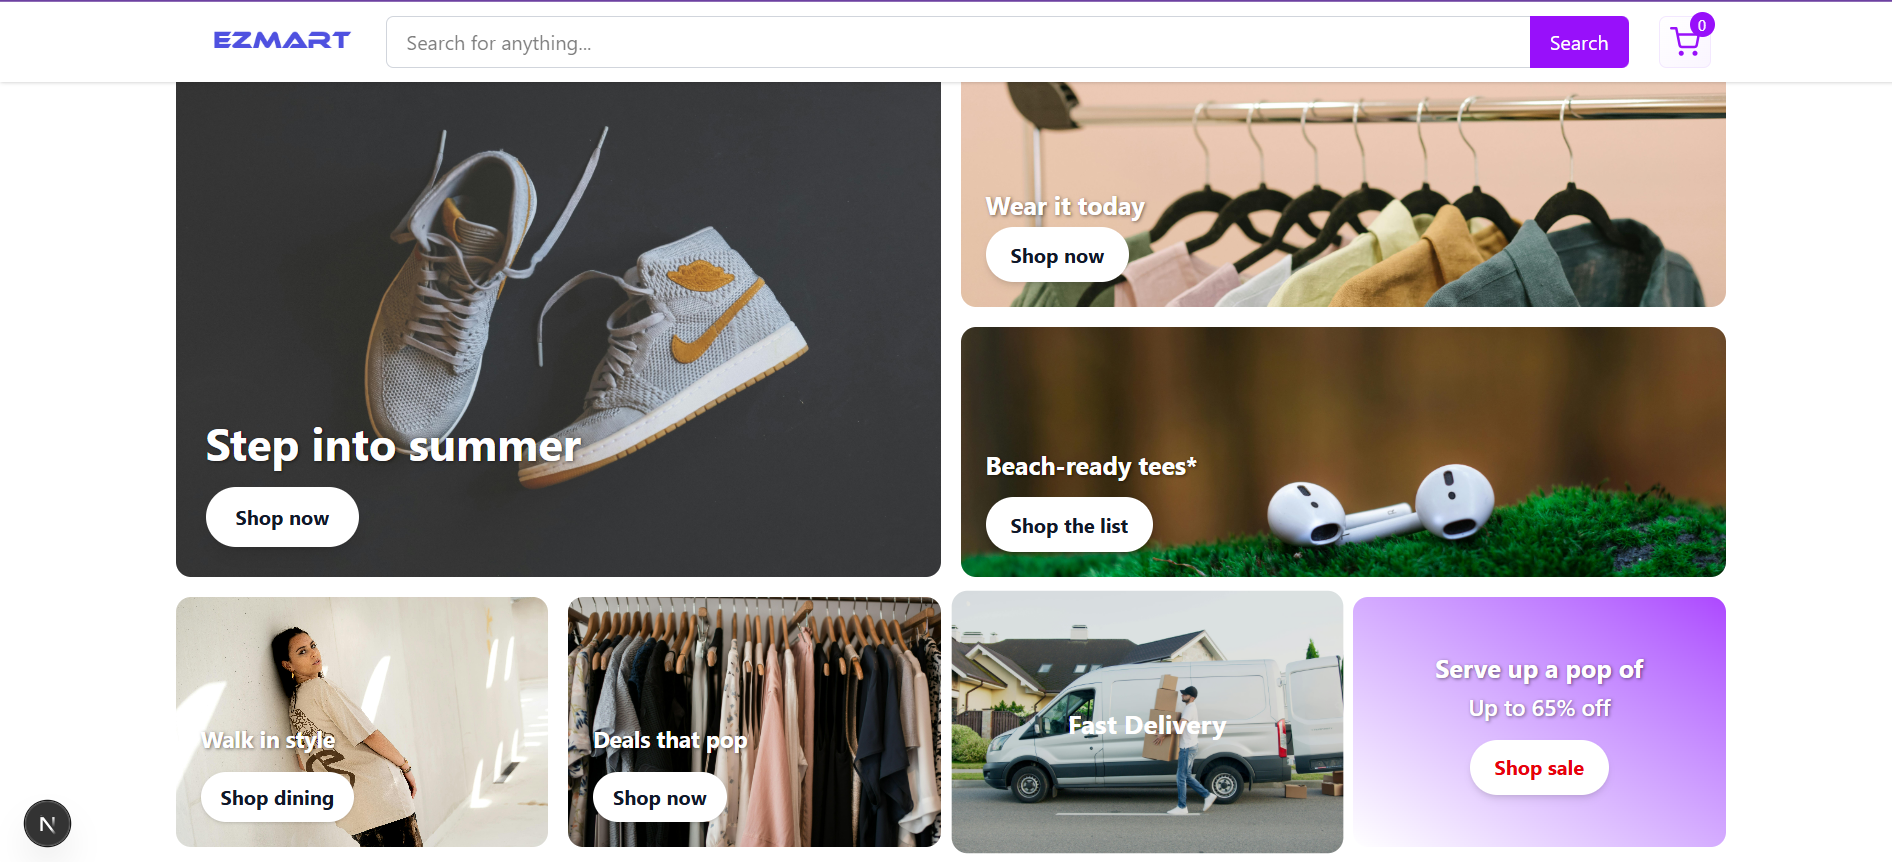 EZMART
Search for anything...
Search
0
Wear it today
Shop now
Step into summer
Shop now
Beach-ready tees*
Shop the list
Walk in style
Shop dining
Deals that pop
Shop now
Fast Delivery
Serve up a pop of
Up to 65% off
Shop sale
N